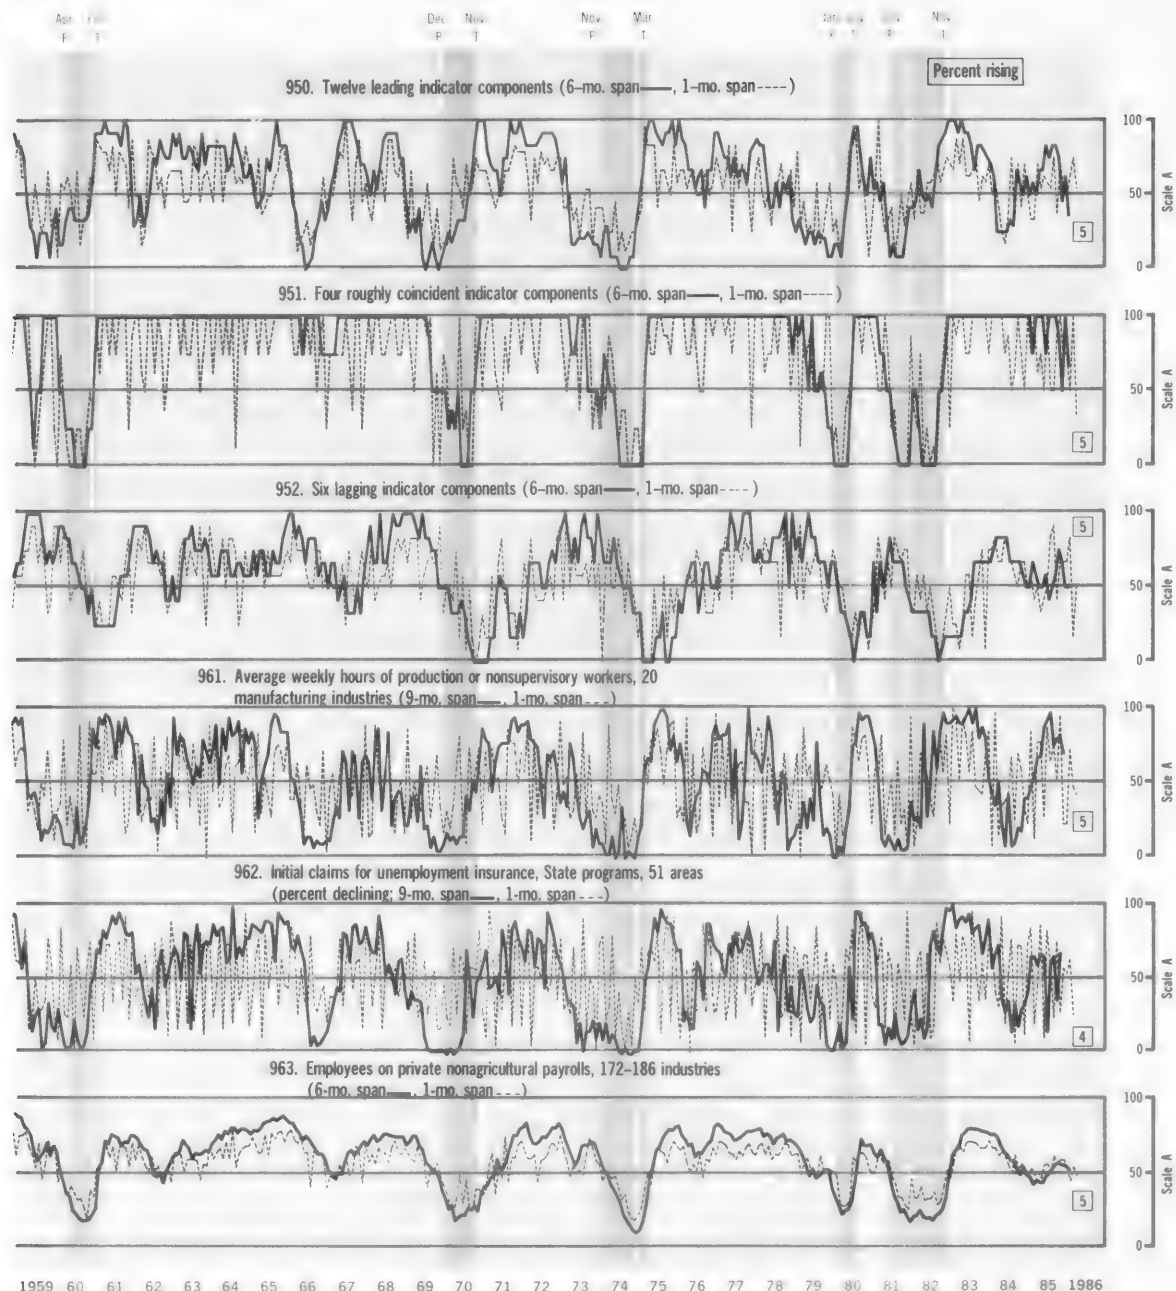 Apr. Feb.
P T
Dec. Nov.
P T
Nov. Mar.
P T
Nov.
T
Percent rising
950. Twelve leading indicator components (6-mo. span——, 1-mo. span----)
100
50
0
Scale A
5
951. Four roughly coincident indicator components (6-mo. span——, 1-mo. span----)
100
50
0
Scale A
5
952. Six lagging indicator components (6-mo. span——, 1-mo. span----)
5
100
50
0
Scale A
961. Average weekly hours of production or nonsupervisory workers, 20
manufacturing industries (9-mo. span——, 1-mo. span---)
100
50
0
Scale A
5
962. Initial claims for unemployment insurance, State programs, 51 areas
(percent declining; 9-mo. span——, 1-mo. span---)
100
50
0
Scale A
4
963. Employees on private nonagricultural payrolls, 172-186 industries
(6-mo. span——, 1-mo. span---)
100
50
0
Scale A
5
1959 60 61 62 63 64 65 66 67 68 69 70 71 72 73 74 75 76 77 78 79 80 81 82 83 84 85 1986